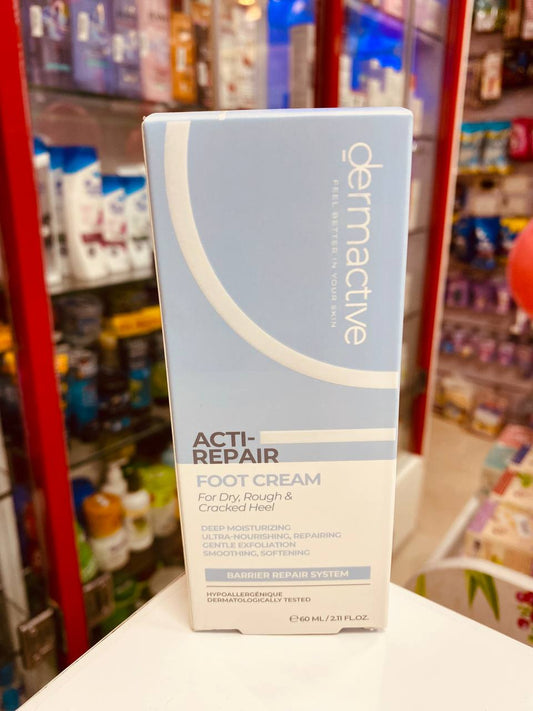 dermactive
FEEL BETTER IN YOUR SKIN
ACTI-
REPAIR
FOOT CREAM
For Dry, Rough &
Cracked Heel
DEEP MOISTURIZING
ULTRA-NOURISHING, REPAIRING
GENTLE EXFOLIATION
SMOOTHING, SOFTENING
BARRIER REPAIR SYSTEM
HYPOALLERGÉNIQUE
DERMATOLOGICALLY TESTED
℮60 ML / 2.11 FL.OZ.